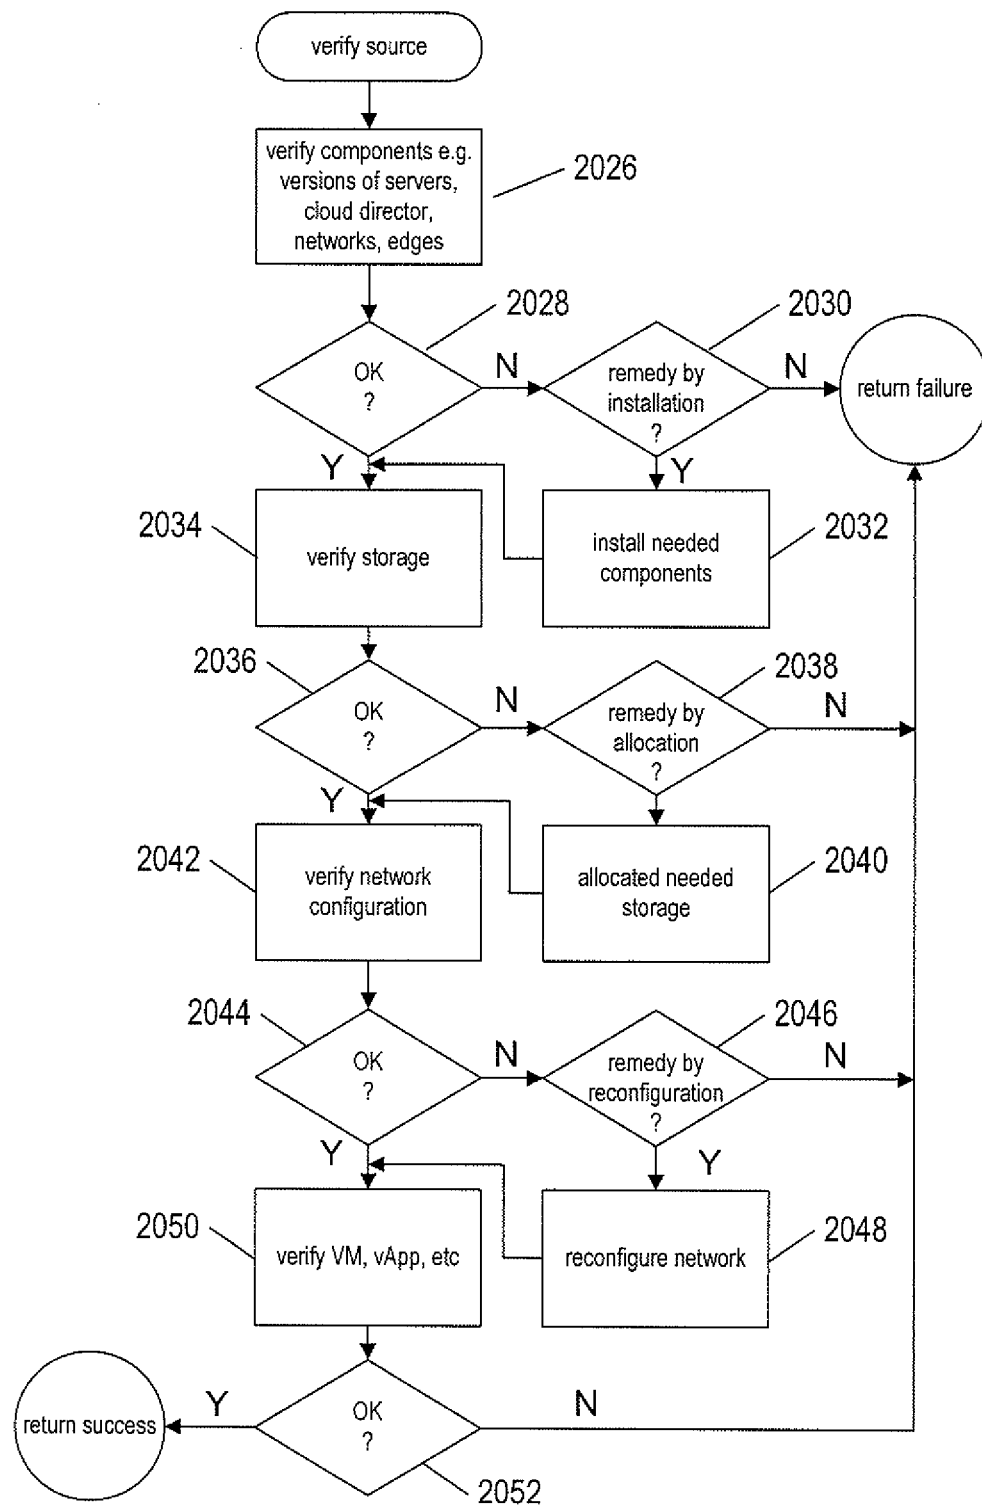 verify source
verify components e.g.
versions of servers,
cloud director,
networks, edges
2026
2028
2030
OK
?
N
remedy by
installation
?
N
return failure
Y
Y
2034
verify storage
install needed
components
2032
2036
2038
OK
?
N
remedy by
allocation
?
N
Y
2042
verify network
configuration
allocated needed
storage
2040
2044
2046
OK
?
N
remedy by
reconfiguration
?
N
Y
Y
2050
verify VM, vApp, etc
reconfigure network
2048
return success
Y
OK
?
N
2052